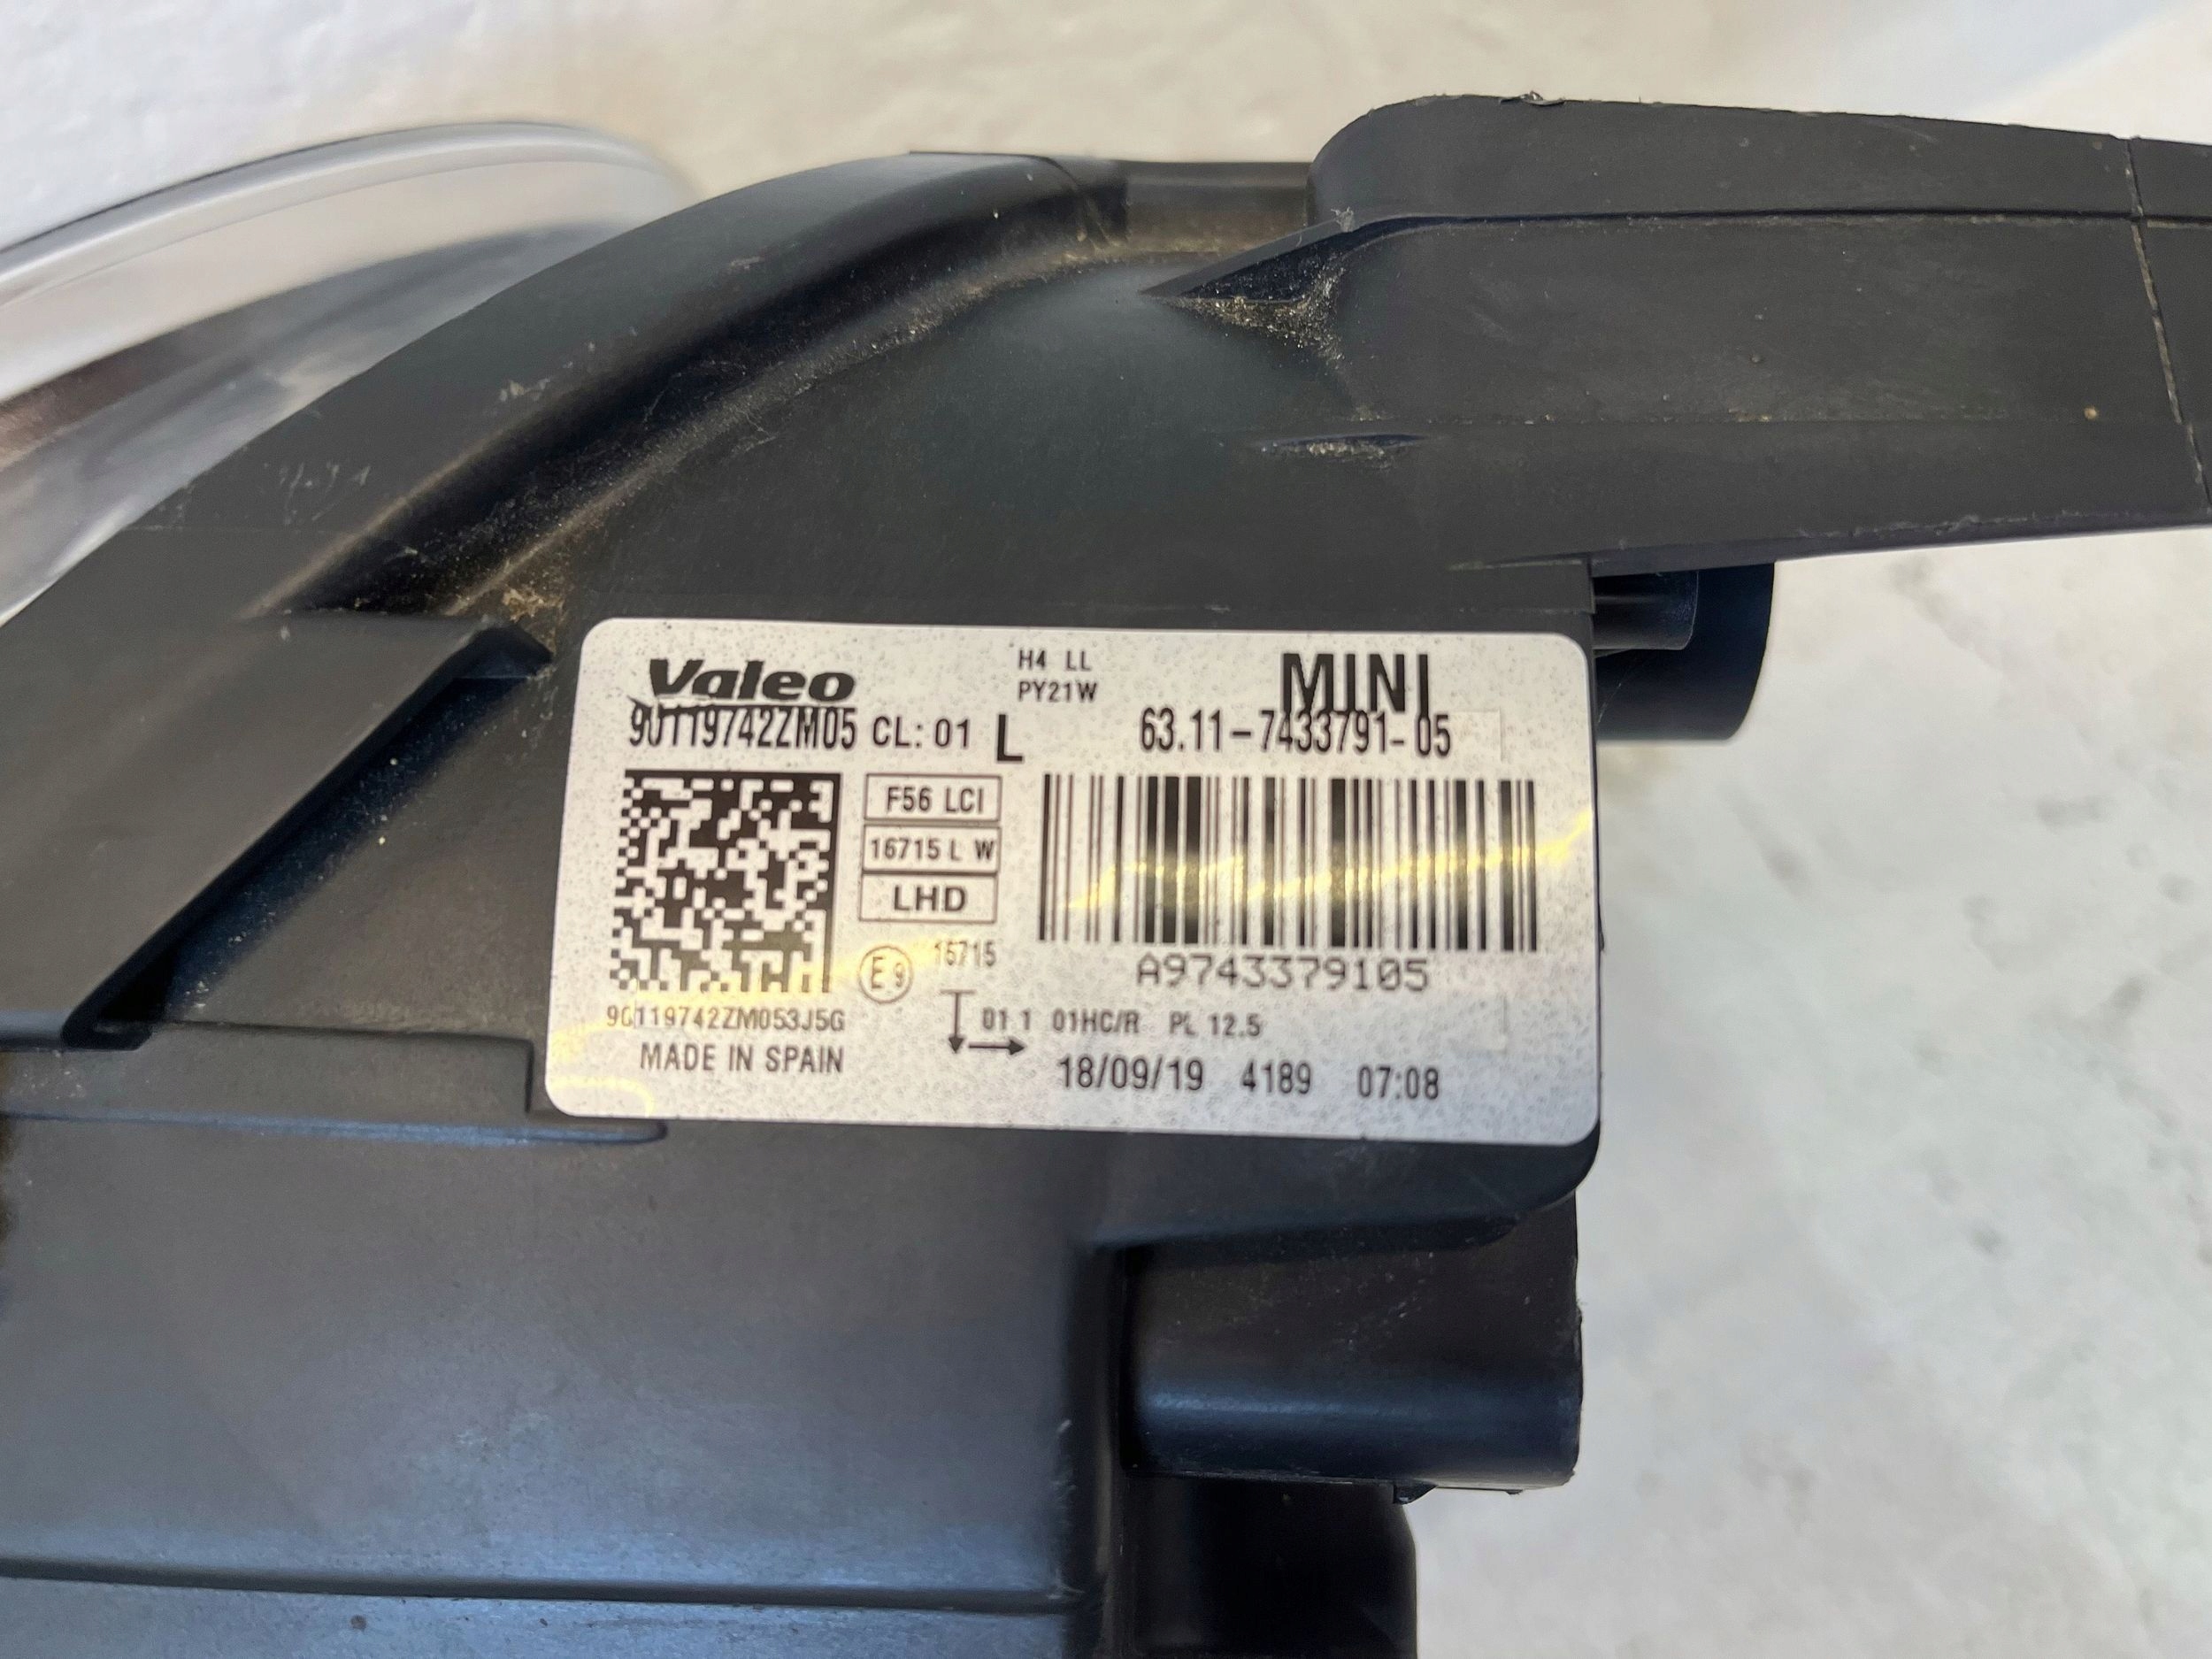 Valeo
H4 LL
PY21W
MINI
90119742ZM05 CL: 01 L
63.11-7433791-05
F56 LCI
16715 L W
LHD
E9 16715
A9743379105
90119742ZM053J5G
01 1 01HC/R PL 12.5
MADE IN SPAIN
18/09/19 4189 07:08